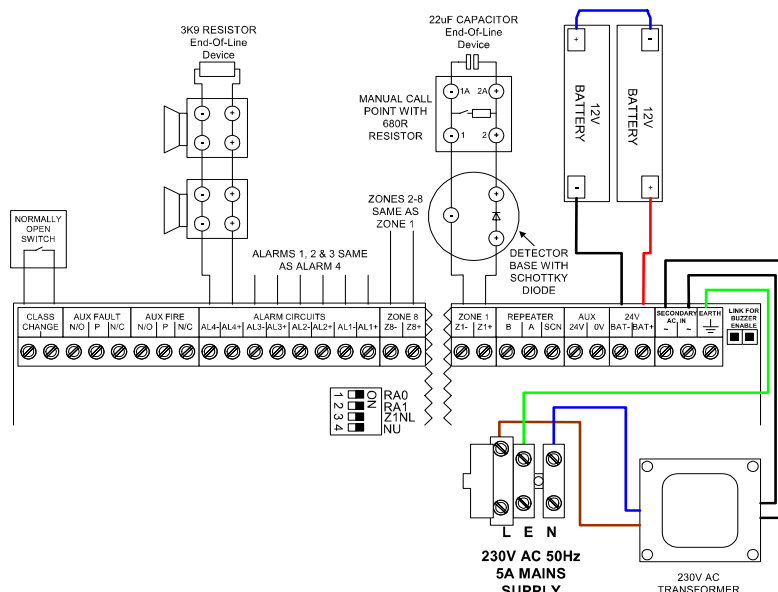 3K9 RESISTOR
End-Of-Line
Device
22uF CAPACITOR
End-Of-Line
Device
MANUAL CALL
POINT WITH
680R
RESISTOR
1A 2A
1 2
12V
BATTERY
12V
BATTERY
NORMALLY
OPEN
SWITCH
ZONES 2-8
SAME AS
ZONE 1
ALARMS 1, 2 & 3 SAME
AS ALARM 4
DETECTOR
BASE WITH
SCHOTTKY
DIODE
CLASS
CHANGE
AUX FAULT
N/O P N/C
AUX FIRE
N/O P N/C
ALARM CIRCUITS
AL4- AL4+ AL3- AL3+ AL2- AL2+ AL1- AL1+
ZONE 8
Z8- Z8+
ZONE 1
Z1- Z1+
REPEATER
B A SCN
AUX
24V 0V
24V
BAT- BAT+
SECONDARY
AC, IN
~ ~
EARTH
LINK FOR
BUZZER
ENABLE
ON
1 RA0
2 RA1
3 Z1NL
4 NU
L E N
230V AC 50Hz
5A MAINS
SUPPLY
230V AC
TRANSFORMER